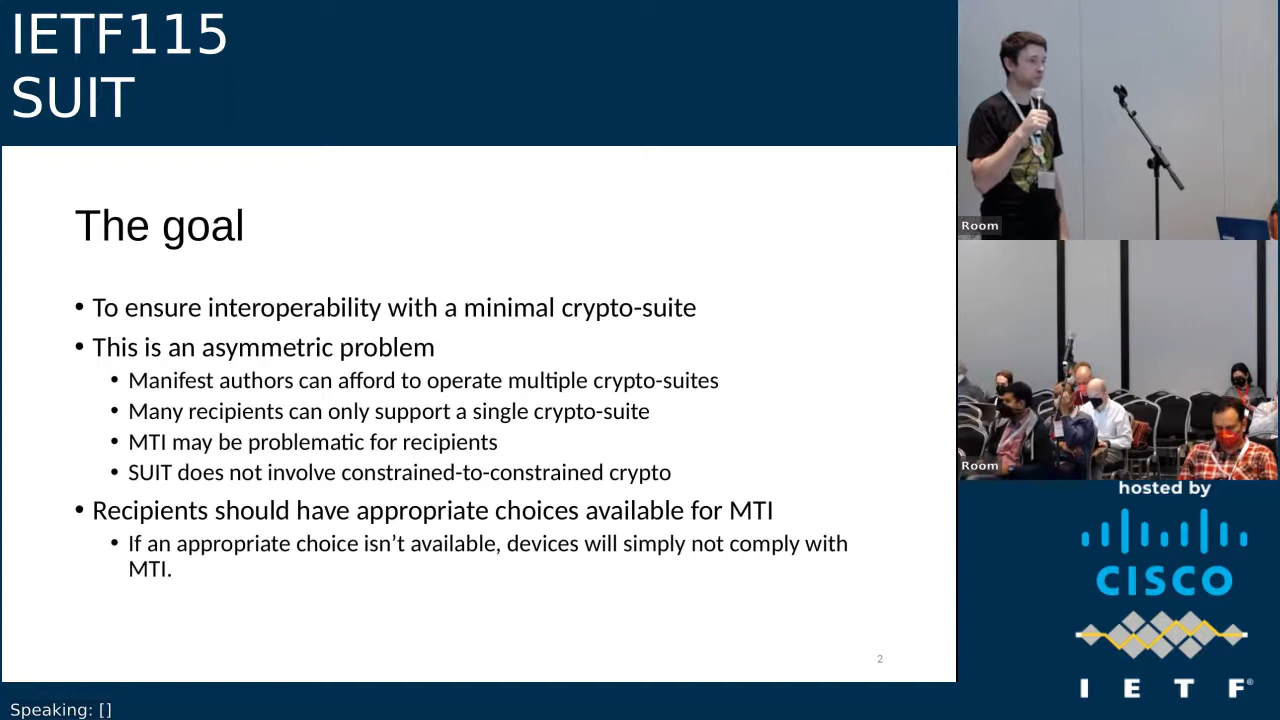 IETF115
SUIT
The goal
• To ensure interoperability with a minimal crypto-suite
• This is an asymmetric problem
• Manifest authors can afford to operate multiple crypto-suites
• Many recipients can only support a single crypto-suite
• MTI may be problematic for recipients
• SUIT does not involve constrained-to-constrained crypto
• Recipients should have appropriate choices available for MTI
• If an appropriate choice isn’t available, devices will simply not comply with
MTI.
2
Speaking: []
Room
Room
hosted by
CISCO
I E T F®